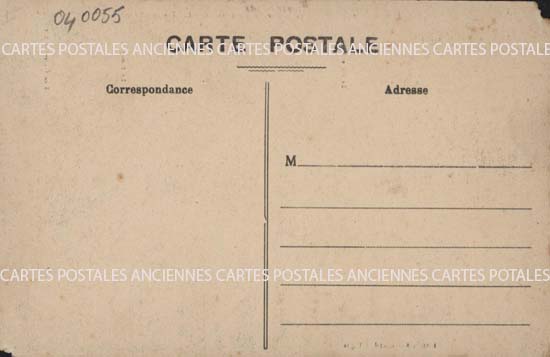 040055
CARTES POSTALES ANCIENNES CARTES POSTALES ANCIENNES CARTES POSTAL
CARTE POSTALE
Correspondance
Adresse
M
CARTES POSTALES ANCIENNES CARTES POSTALES ANCIENNES CARTES POTALES